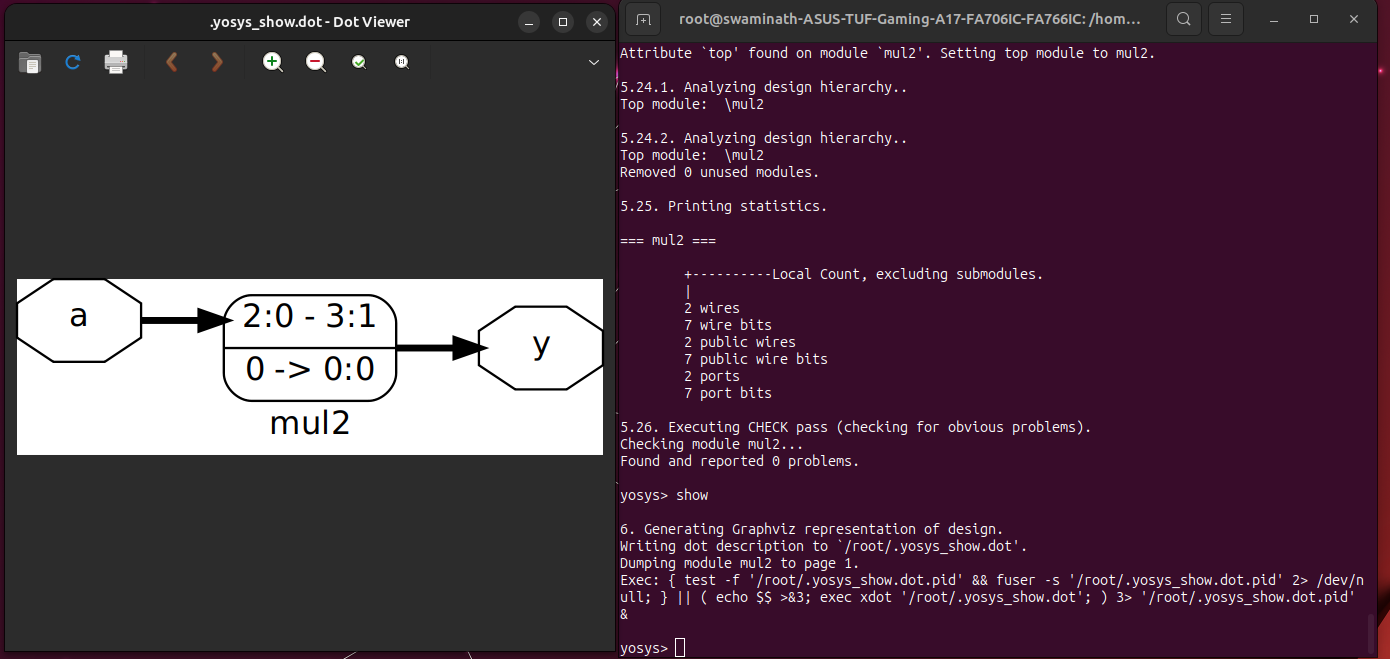 .yosys_show.dot - Dot Viewer
a
2:0 - 3:1
0 -> 0:0
y
mul2
root@swaminath-ASUS-TUF-Gaming-A17-FA706IC-FA766IC: /hom...
Attribute `top' found on module `mul2'. Setting top module to mul2.
5.24.1. Analyzing design hierarchy..
Top module:  \mul2
5.24.2. Analyzing design hierarchy..
Top module:  \mul2
Removed 0 unused modules.
5.25. Printing statistics.
=== mul2 ===
+----------Local Count, excluding submodules.
|
2 wires
7 wire bits
2 public wires
7 public wire bits
2 ports
7 port bits
5.26. Executing CHECK pass (checking for obvious problems).
Checking module mul2...
Found and reported 0 problems.
yosys> show
6. Generating Graphviz representation of design.
Writing dot description to `/root/.yosys_show.dot'.
Dumping module mul2 to page 1.
Exec: { test -f '/root/.yosys_show.dot.pid' && fuser -s '/root/.yosys_show.dot.pid' 2> /dev/n
ull; } || ( echo $$ >&3; exec xdot '/root/.yosys_show.dot'; ) 3> '/root/.yosys_show.dot.pid'
&
yosys>